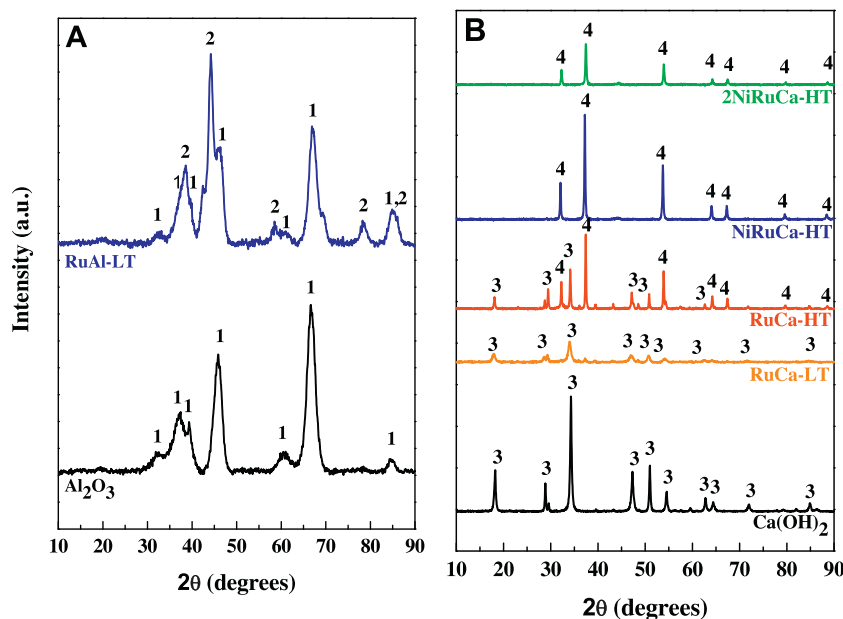 A
2
2
1
1
1
1
2
1
2
1,2
RuAl-LT
1
1
1
1
1
1
1
Al2O3
10 20 30 40 50 60 70 80 90
2θ (degrees)
Intensity (a.u.)
B
4 4 4 4 4 4 4
2NiRuCa-HT
4 4 4 4 4 4 4
NiRuCa-HT
3 3 4 3 4 3 3 4 3 4 4 4 4
RuCa-HT
3 3 3 3 3 3 3 3 3
RuCa-LT
3 3 3 3 3 3 3 3 3 3
Ca(OH)2
10 20 30 40 50 60 70 80 90
2θ (degrees)